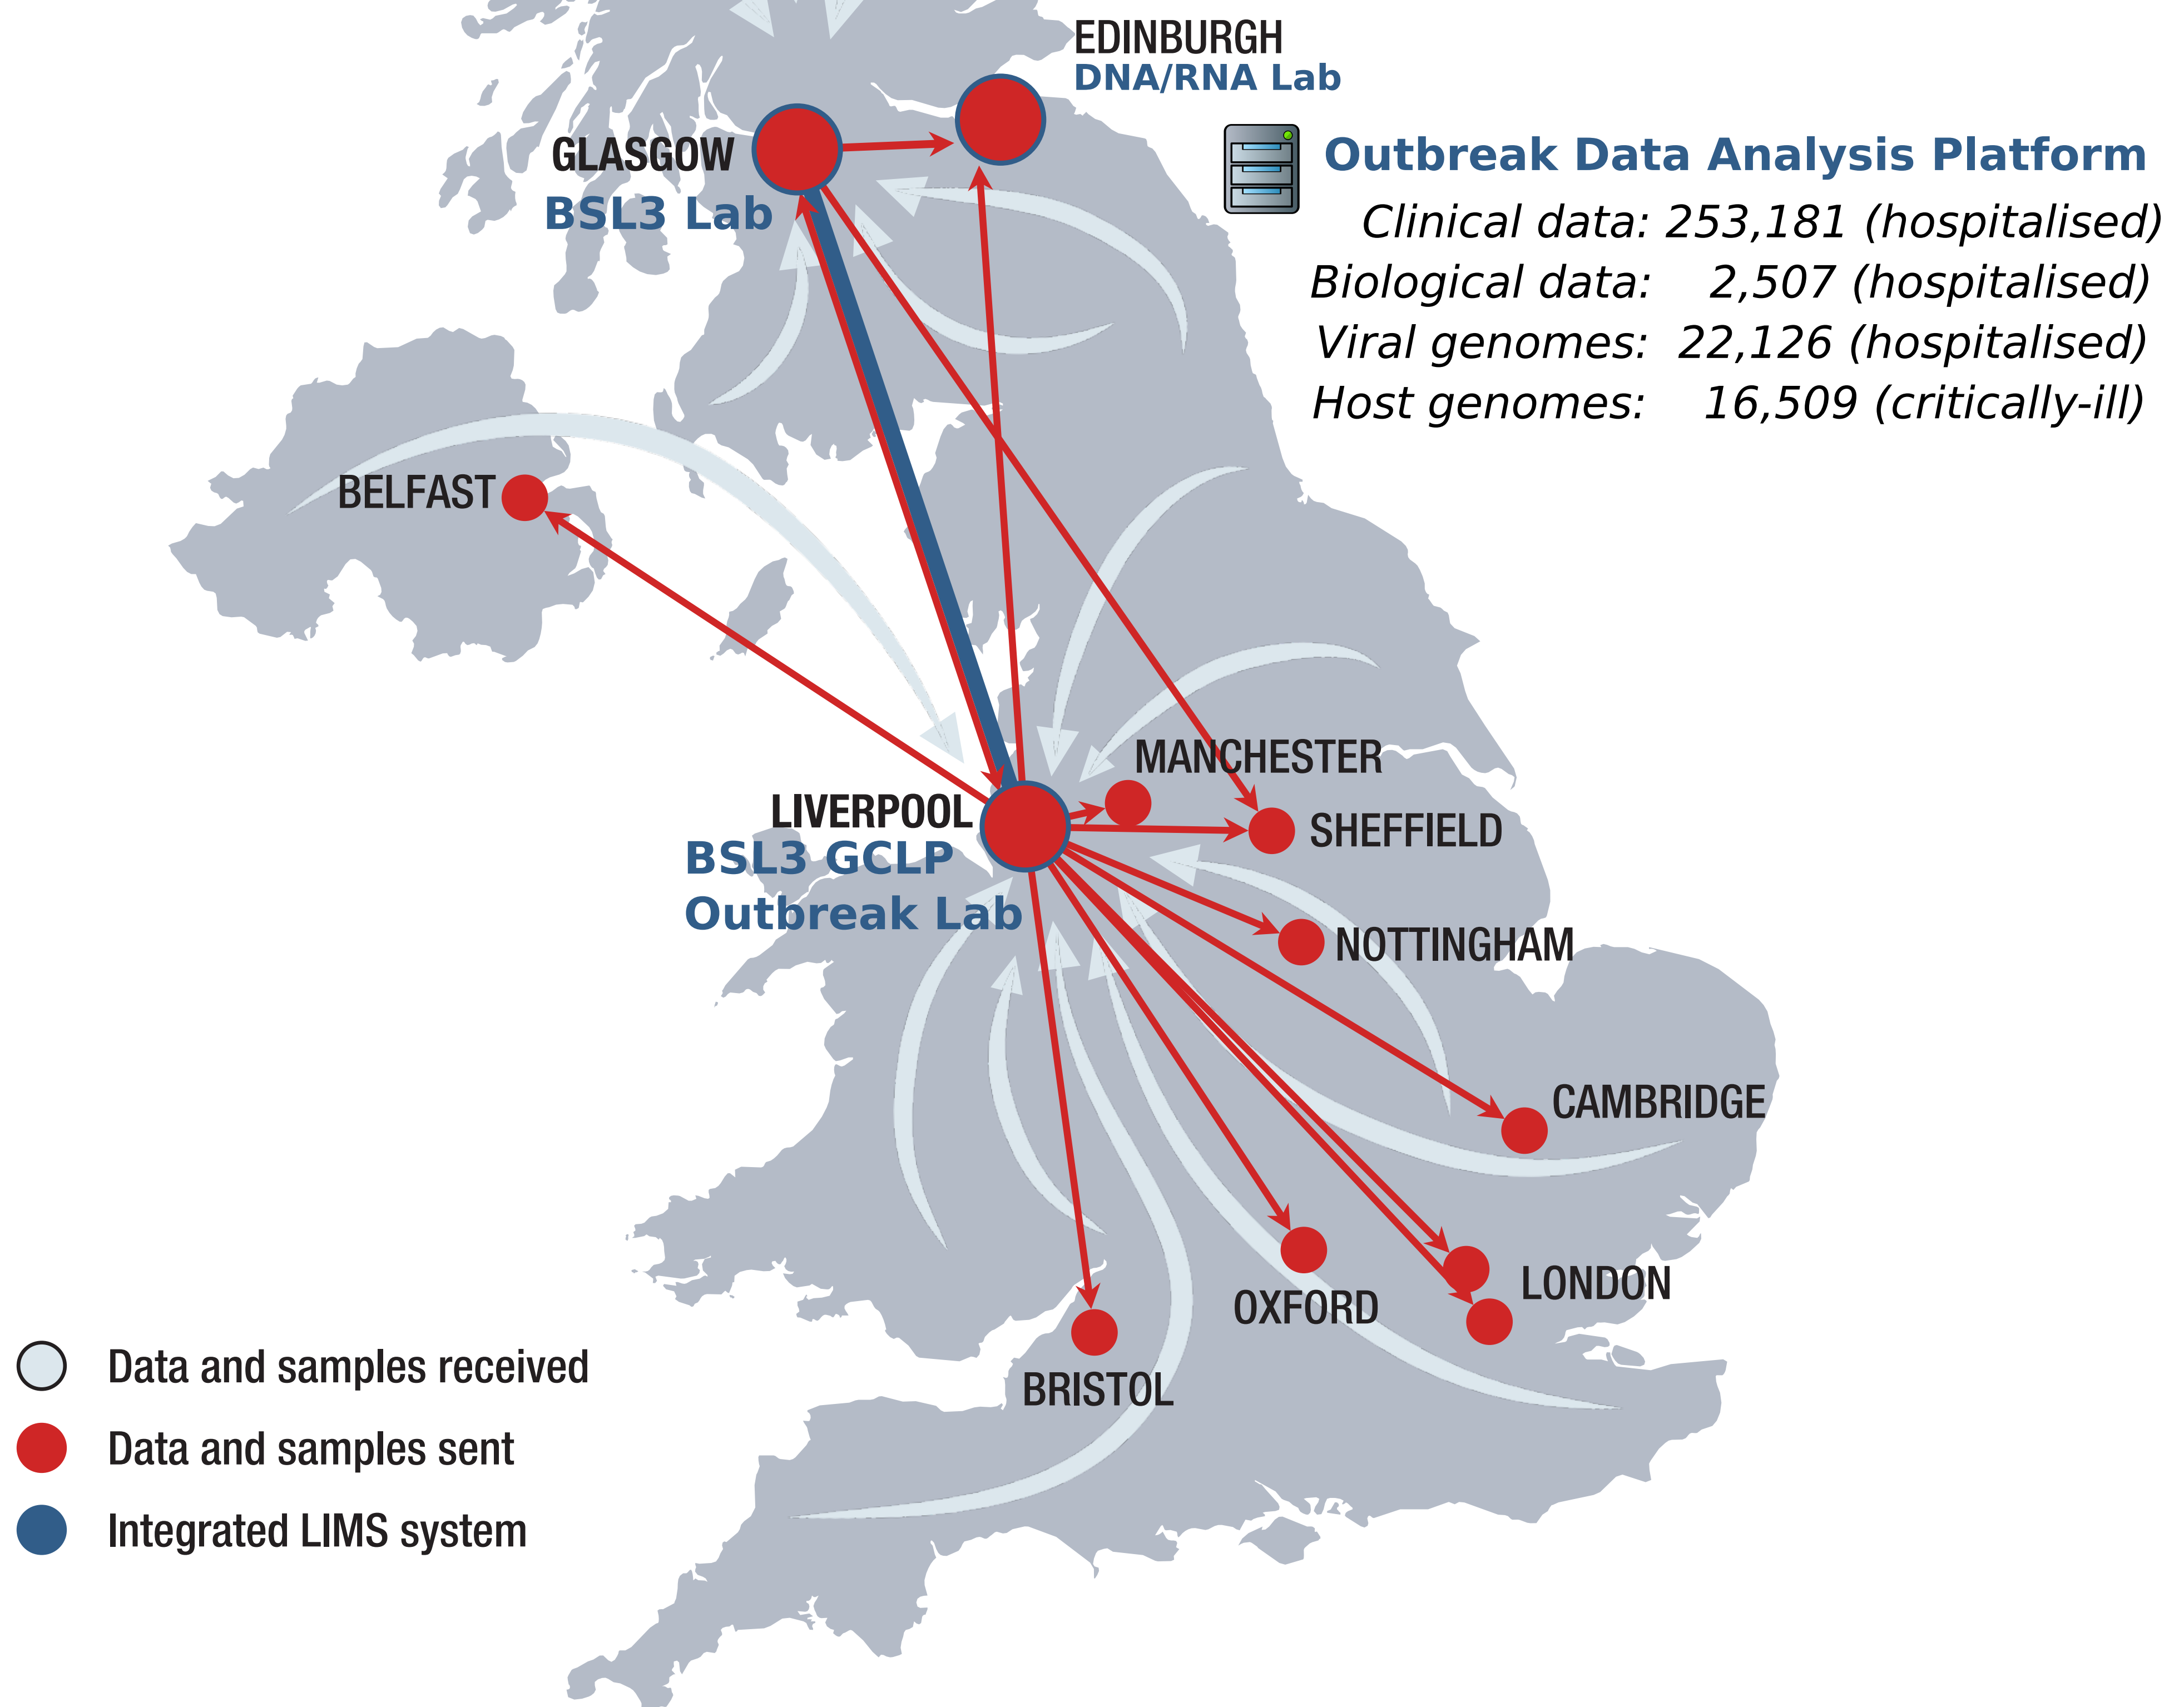 EDINBURGH
DNA/RNA Lab
GLASGOW
BSL3 Lab
Outbreak Data Analysis Platform
Clinical data: 253,181 (hospitalised)
Biological data: 2,507 (hospitalised)
Viral genomes: 22,126 (hospitalised)
Host genomes: 16,509 (critically-ill)
BELFAST
MANCHESTER
LIVERPOOL
BSL3 GCLP
Outbreak Lab
SHEFFIELD
NOTTINGHAM
CAMBRIDGE
LONDON
OXFORD
BRISTOL
Data and samples received
Data and samples sent
Integrated LIMS system